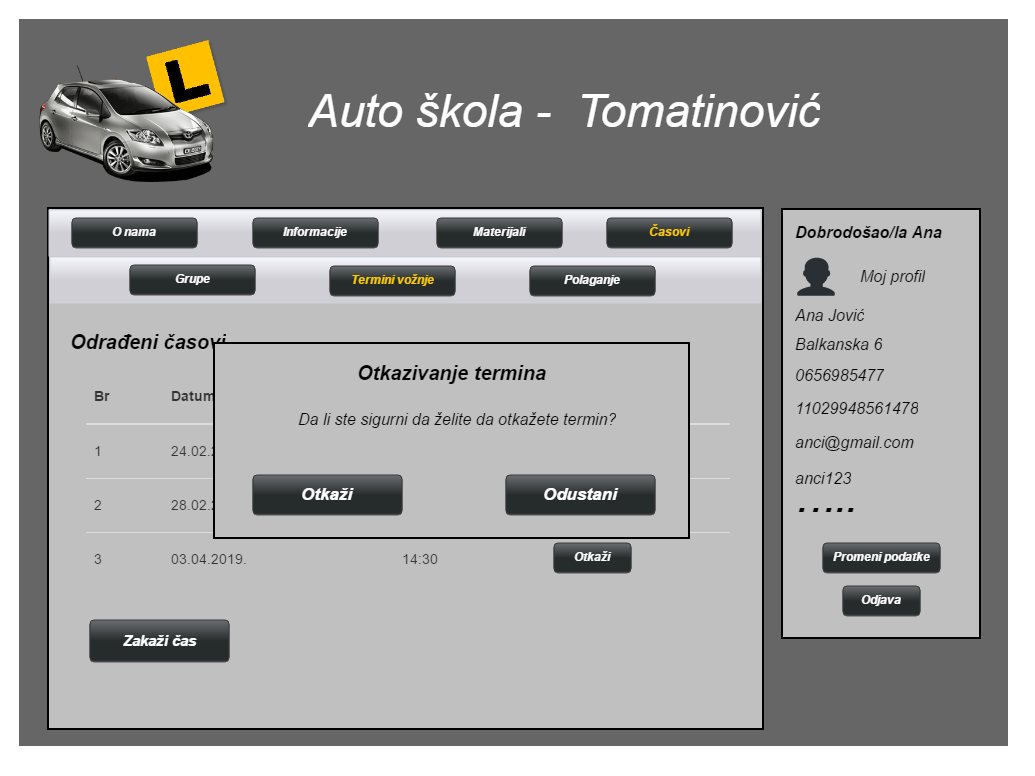 L
Auto škola - Tomatinović
O nama Informacije Materijali Časovi
Grupe Termini vožnje Polaganje
Odrađeni časovi
Br Datum
1 24.02.
2 28.02.
3 03.04.2019. 14:30 Otkaži
Zakaži čas
Otkazivanje termina
Da li ste sigurni da želite da otkažete termin?
Otkaži Odustani
Dobrodošao/la Ana
Moj profil
Ana Jović
Balkanska 6
0656985477
11029948561478
anci@gmail.com
anci123
Promeni podatke
Odjava